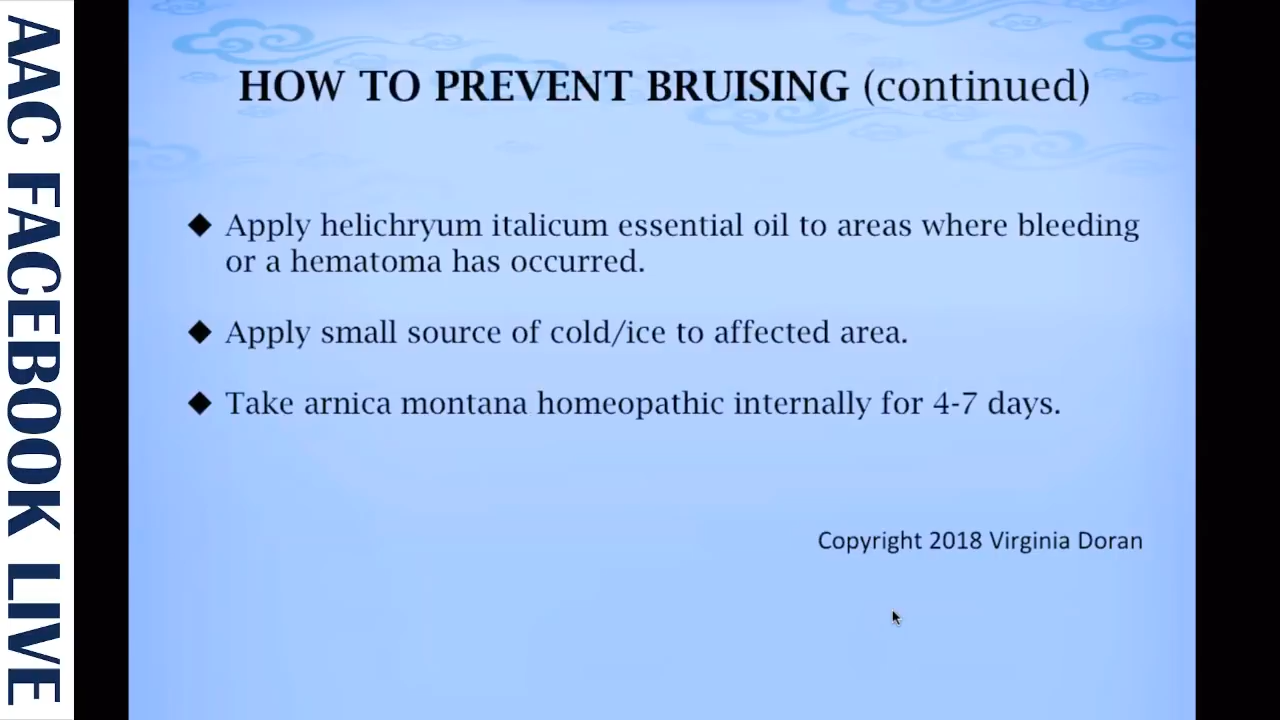 AAC FACEBOOK LIVE
HOW TO PREVENT BRUISING (continued)
◆ Apply helichryum italicum essential oil to areas where bleeding
or a hematoma has occurred.
◆ Apply small source of cold/ice to affected area.
◆ Take arnica montana homeopathic internally for 4-7 days.
Copyright 2018 Virginia Doran